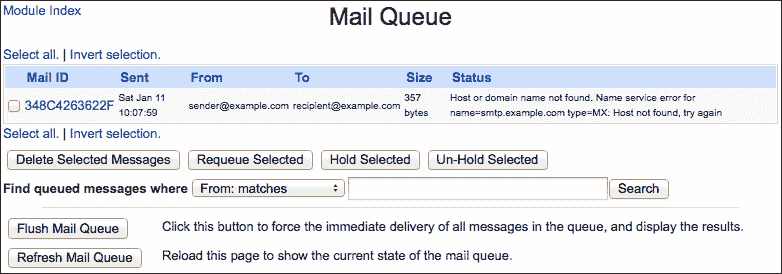 Module Index
Mail Queue
Select all. | Invert selection.
Mail ID Sent From To Size Status
348C4263622F Sat Jan 11 10:07:59 sender@example.com recipient@example.com 357 bytes Host or domain name not found. Name service error for name=smtp.example.com type=MX: Host not found, try again
Select all. | Invert selection.
Delete Selected Messages Requeue Selected Hold Selected Un-Hold Selected
Find queued messages where From: matches Search
Flush Mail Queue Click this button to force the immediate delivery of all messages in the queue, and display the results.
Refresh Mail Queue Reload this page to show the current state of the mail queue.